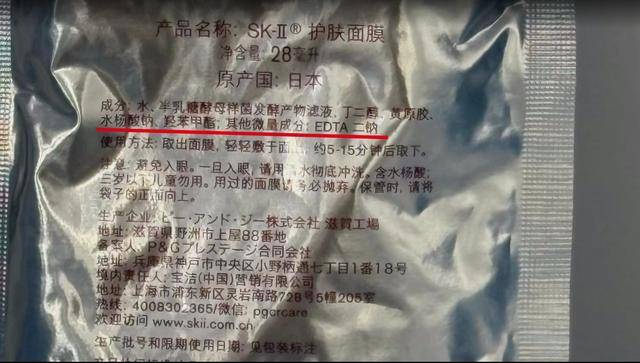 产品名称: SK-II® 护肤面膜
净含量: 28毫升
原产国: 日本
成分: 水、半乳糖酵母样菌发酵产物滤液、丁二醇、黄原胶、
水杨酸钠、羟苯甲酯、其他微量成分: EDTA 二钠
使用方法: 取出面膜, 轻轻敷于面 约5-15分钟后取下。
注意: 避免入眼。一旦入眼, 请用 水彻底冲洗。含水杨酸;
三岁以下儿童勿用。用过的面膜请务必抛弃。保管时, 请将
袋子的正面向上。
生产企业: ピー・アンド・ジー株式会社 滋賀工場
地址: 滋賀県野洲市上屋88番地
备案人: P&Gプレステージ合同会社
地址: 兵庫県神戸市中央区小野柄通七丁目1番18号
境内责任人: 宝洁(中国)营销有限公司
地址: 上海市浦东新区灵岩南路728号5幢205室
热线: 4008302365/微信: pgcrcare
欢迎访问 www.skii.com.cn
生产批号和限期使用日期: 见包装标注